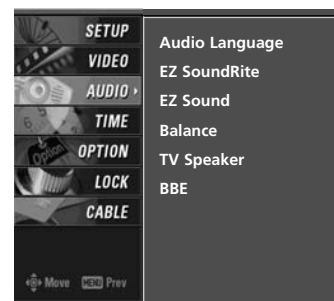 SETUP
VIDEO
AUDIO
TIME
OPTION
LOCK
CABLE
Move MENU Prev
Audio Language
EZ SoundRite
EZ Sound
Balance
TV Speaker
BBE